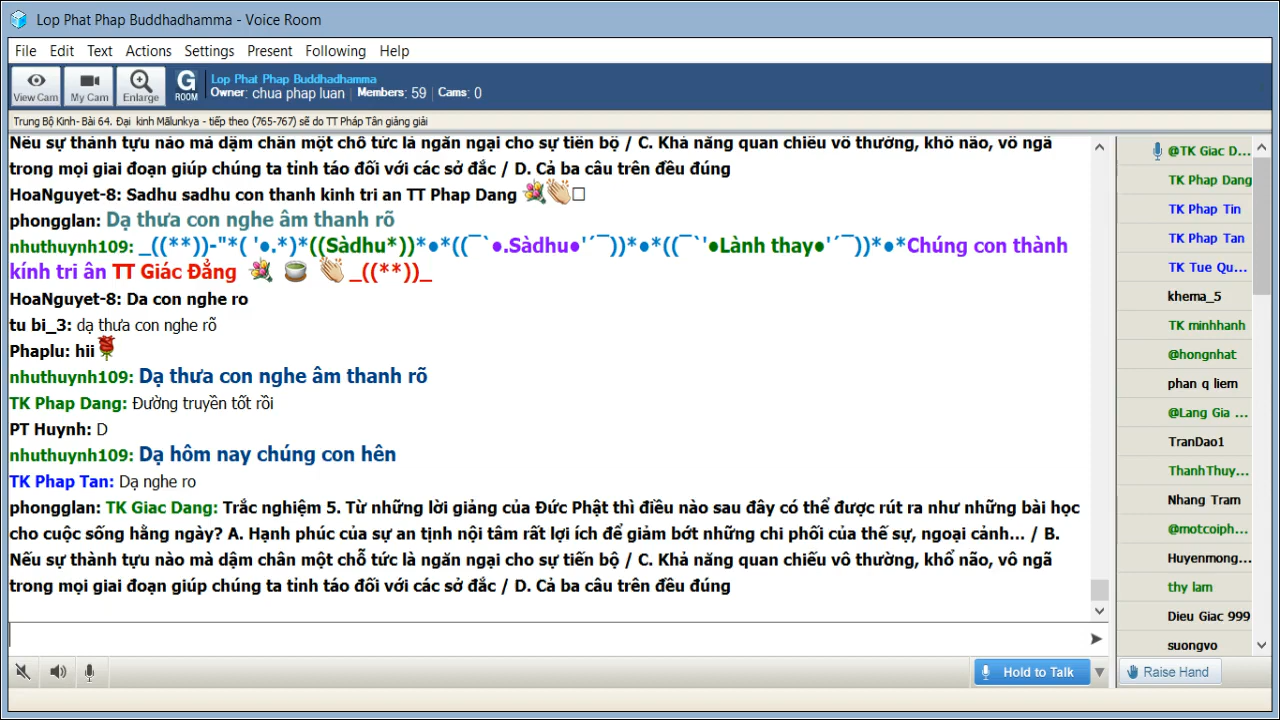 Lop Phat Phap Buddhadhamma - Voice Room
File Edit Text Actions Settings Present Following Help
View Cam My Cam Enlarge G ROOM
Lop Phat Phap Buddhadhamma
Owner: chua phap luan Members: 59 Cams: 0
Trung Bộ Kinh- Bài 64. Đại kinh Mālunkya - tiếp theo (765-767) sẽ do TT Pháp Tân giảng giải
Nếu sự thành tựu nào mà dậm chân một chỗ tức là ngăn ngại cho sự tiến bộ / C. Khả năng quan chiếu vô thường, khổ não, vô ngã
trong mọi giai đoạn giúp chúng ta tỉnh táo đối với các sở đắc / D. Cả ba câu trên đều đúng
HoaNguyet-8: Sadhu sadhu con thanh kinh tri an TT Phap Dang
phongglan: Dạ thưa con nghe âm thanh rõ
nhuthuynh109: _((**))-"*( '●.*)*((Sàdhu*))*●*((¯`●.Sàdhu●'´¯))*●*((¯`'●Lành thay●'´¯))*●*Chúng con thành
kính tri ân TT Giác Đẳng _((**))_
HoaNguyet-8: Da con nghe ro
tu bi_3: dạ thưa con nghe rõ
Phaplu: hii
nhuthuynh109: Dạ thưa con nghe âm thanh rõ
TK Phap Dang: Đường truyền tốt rồi
PT Huynh: D
nhuthuynh109: Dạ hôm nay chúng con hên
TK Phap Tan: Dạ nghe ro
phongglan: TK Giac Dang: Trắc nghiệm 5. Từ những lời giảng của Đức Phật thì điều nào sau đây có thể được rút ra như những bài học
cho cuộc sống hằng ngày? A. Hạnh phúc của sự an tịnh nội tâm rất lợi ích để giảm bớt những chi phối của thế sự, ngoại cảnh... / B.
Nếu sự thành tựu nào mà dậm chân một chỗ tức là ngăn ngại cho sự tiến bộ / C. Khả năng quan chiếu vô thường, khổ não, vô ngã
trong mọi giai đoạn giúp chúng ta tỉnh táo đối với các sở đắc / D. Cả ba câu trên đều đúng
Hold to Talk
@TK Giac D...
TK Phap Dang
TK Phap Tin
TK Phap Tan
TK Tue Qu...
khema_5
TK minhhanh
@hongnhat
phan q liem
@Lang Gia ...
TranDao1
ThanhThuy...
Nhang Tram
@motcoiph...
Huyenmong...
thy lam
Dieu Giac 999
suongvo
Raise Hand